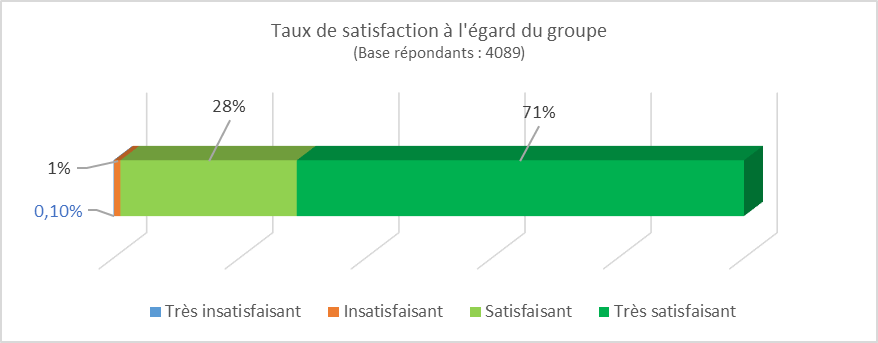 Taux de satisfaction à l'égard du groupe
(Base répondants : 4089)
28%
71%
1%
0,10%
Très insatisfaisant
Insatisfaisant
Satisfaisant
Très satisfaisant